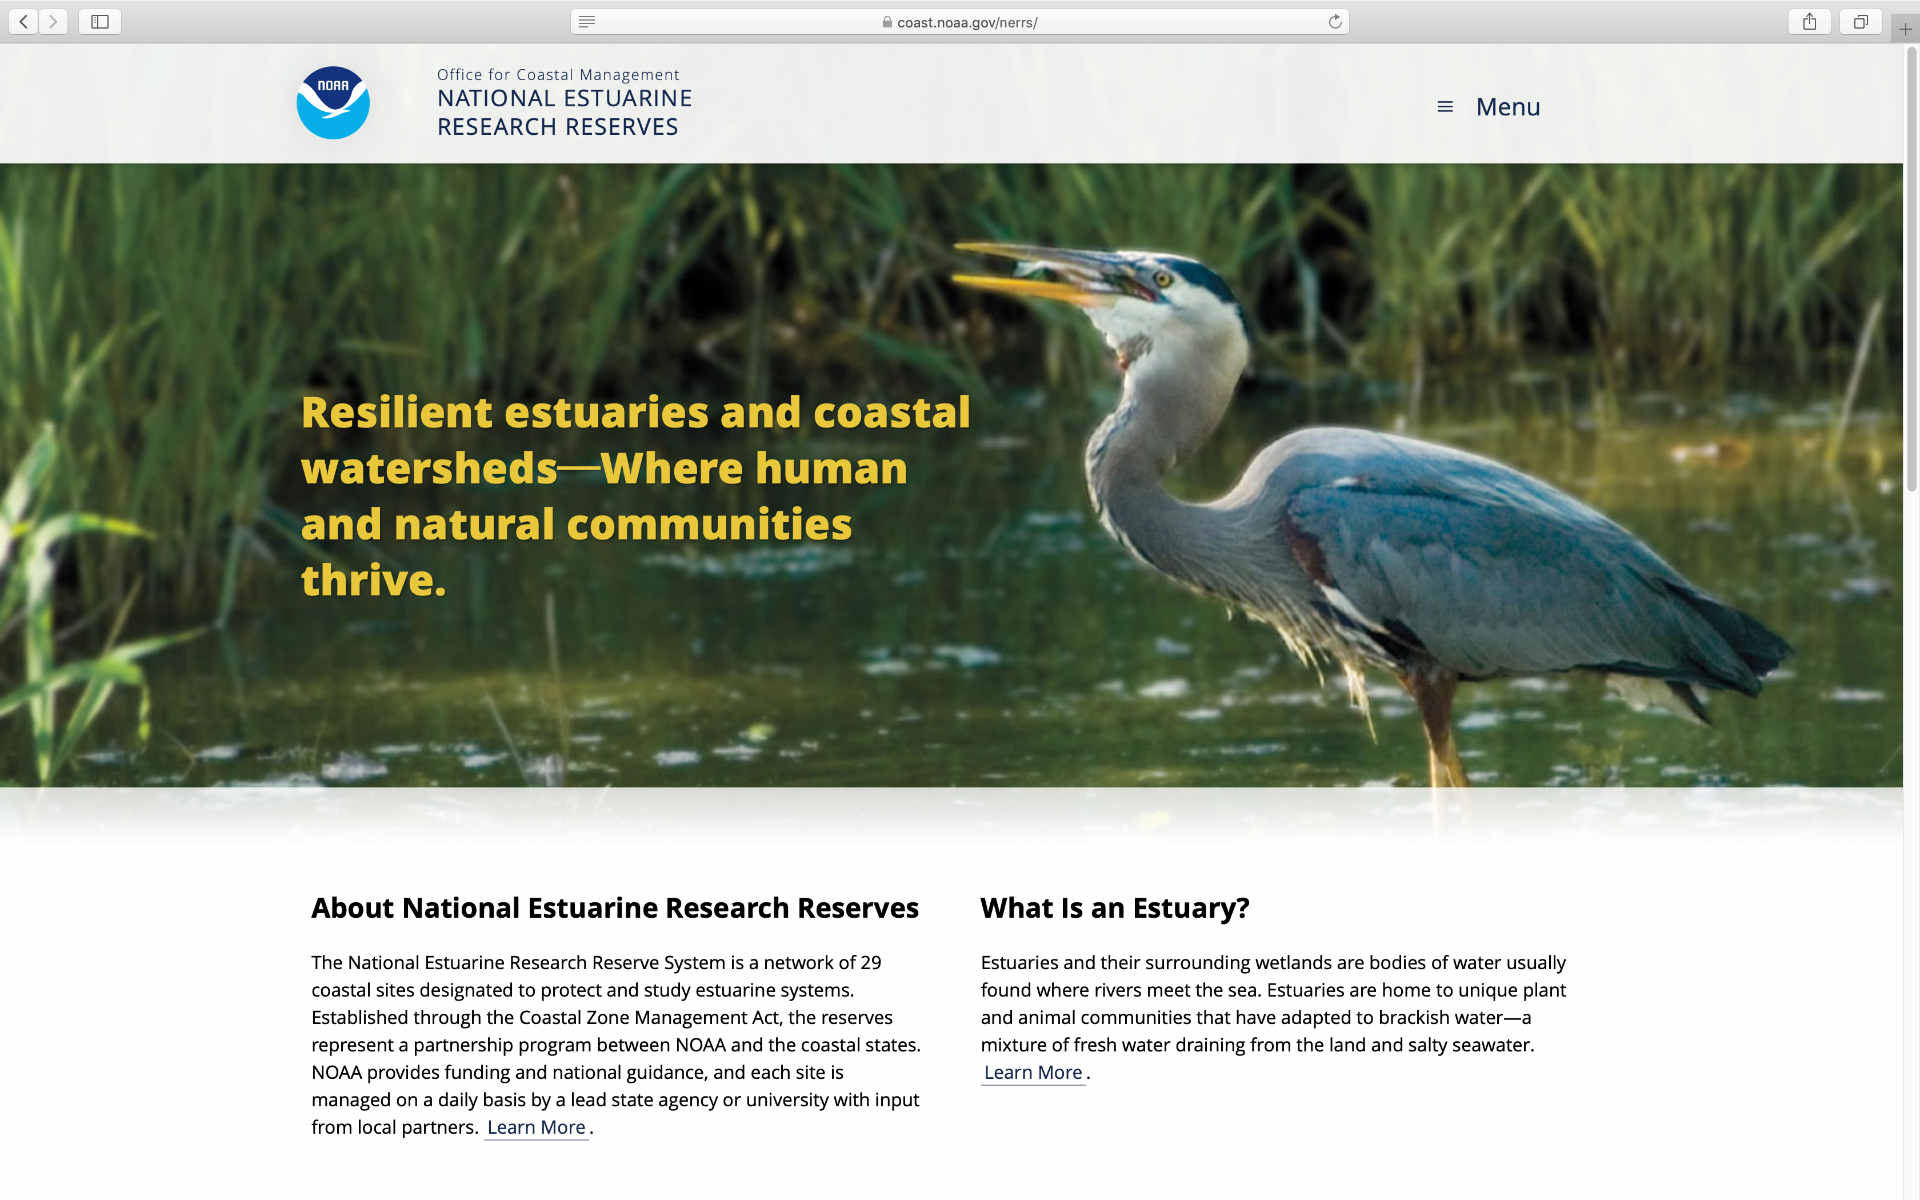 coast.noaa.gov/nerrs/
NOAA
Office for Coastal Management
NATIONAL ESTUARINE
RESEARCH RESERVES
Menu
Resilient estuaries and coastal
watersheds—Where human
and natural communities
thrive.
About National Estuarine Research Reserves
The National Estuarine Research Reserve System is a network of 29
coastal sites designated to protect and study estuarine systems.
Established through the Coastal Zone Management Act, the reserves
represent a partnership program between NOAA and the coastal states.
NOAA provides funding and national guidance, and each site is
managed on a daily basis by a lead state agency or university with input
from local partners. Learn More.
What Is an Estuary?
Estuaries and their surrounding wetlands are bodies of water usually
found where rivers meet the sea. Estuaries are home to unique plant
and animal communities that have adapted to brackish water—a
mixture of fresh water draining from the land and salty seawater.
Learn More.